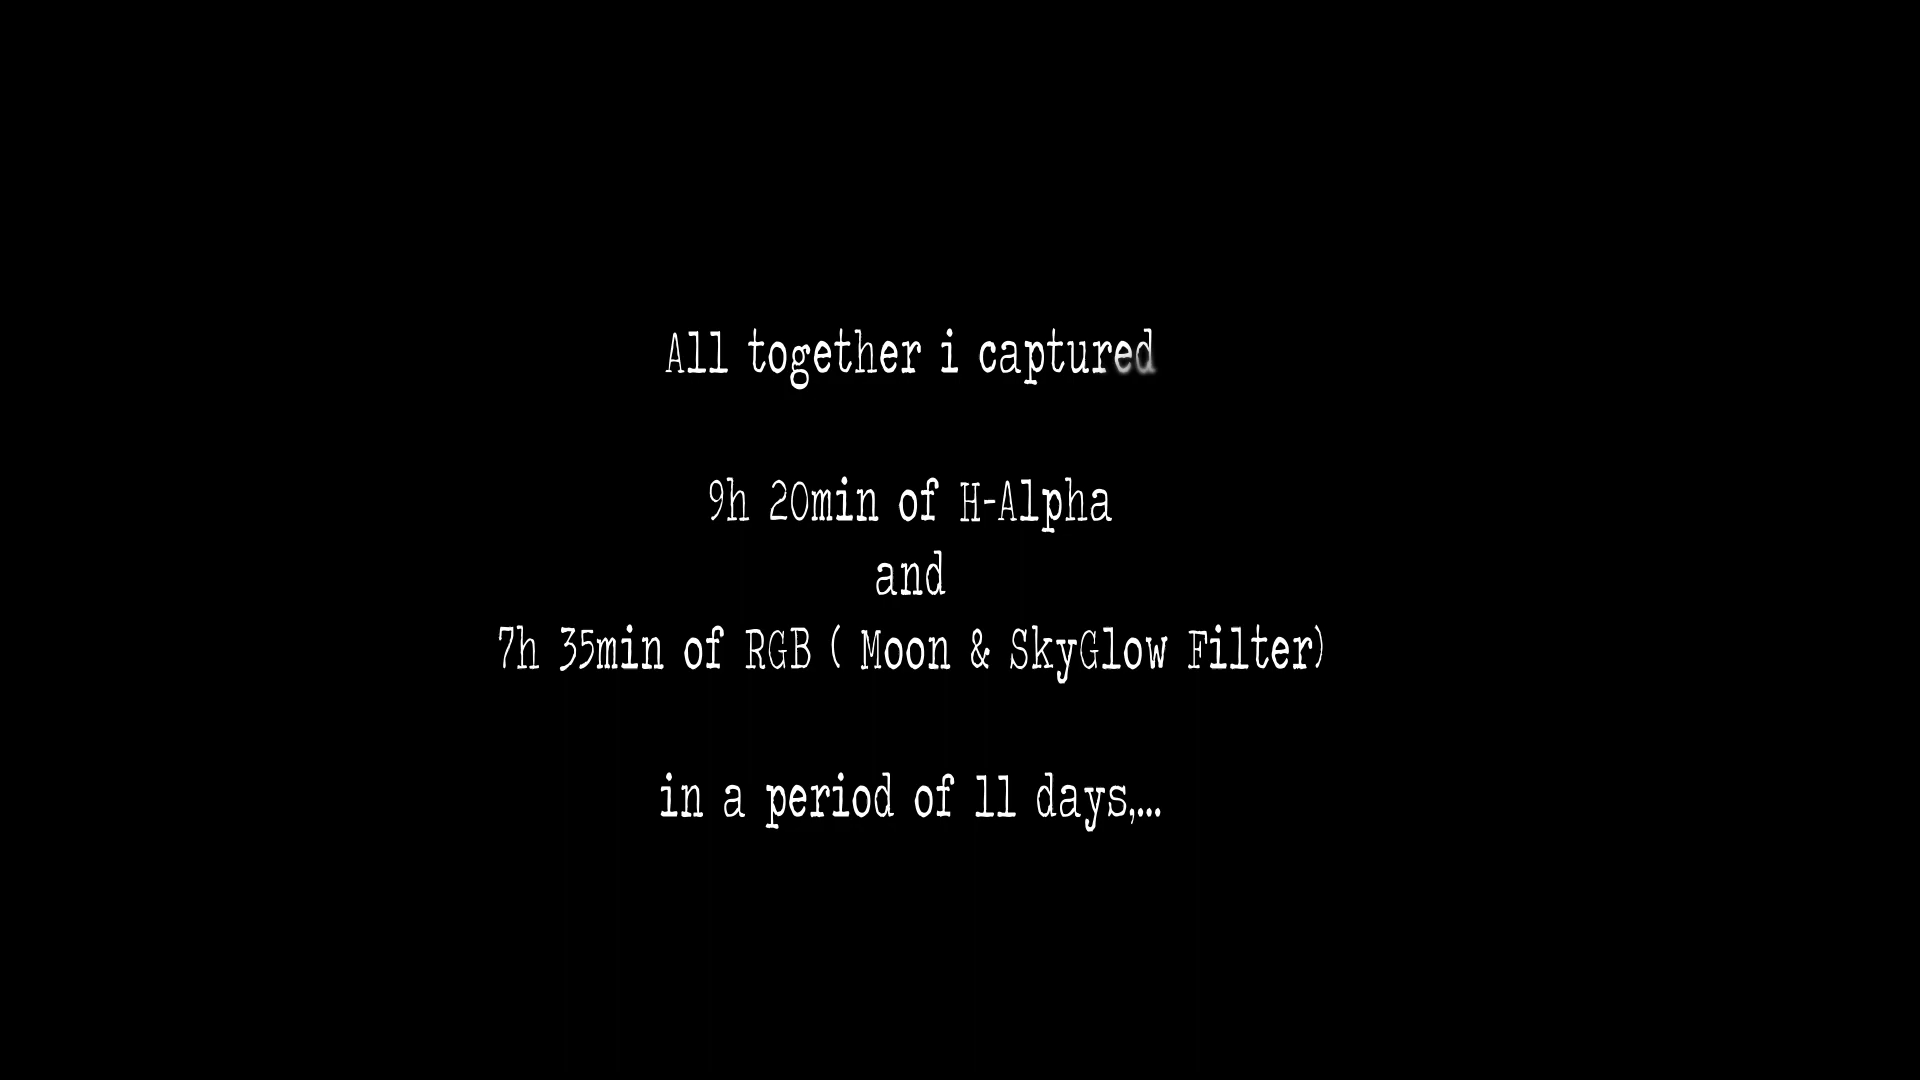 All together i captured
9h 20min of H-Alpha
and
7h 35min of RGB ( Moon & SkyGlow Filter)
in a period of 11 days,...